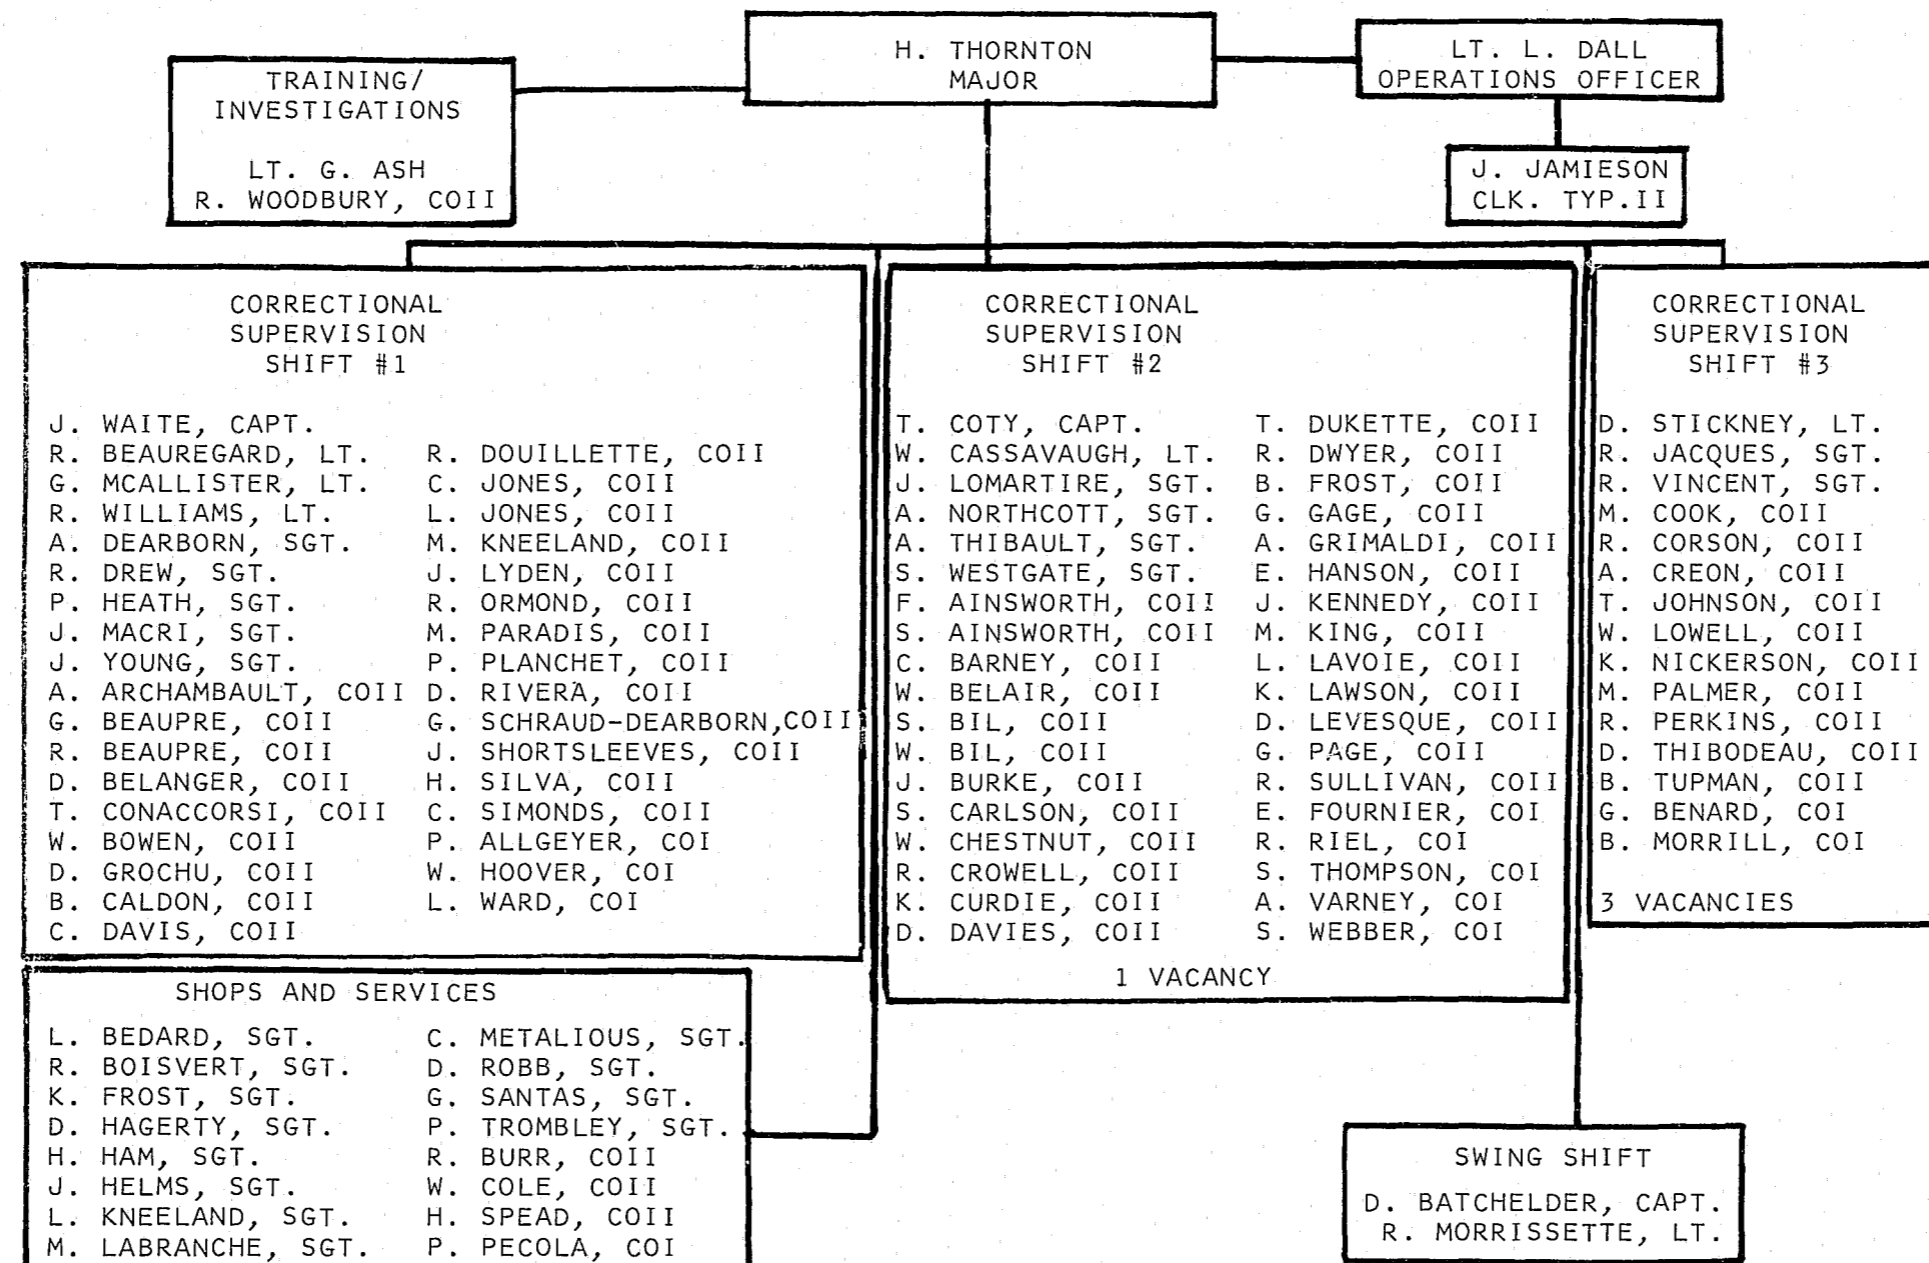 H. THORNTON
MAJOR
LT. L. DALL
OPERATIONS OFFICER
TRAINING/
INVESTIGATIONS
LT. G. ASH
R. WOODBURY, COII
J. JAMIESON
CLK. TYP.II
CORRECTIONAL
SUPERVISION
SHIFT #1
J. WAITE, CAPT.
R. BEAUREGARD, LT.
G. MCALLISTER, LT.
R. WILLIAMS, LT.
A. DEARBORN, SGT.
R. DREW, SGT.
P. HEATH, SGT.
J. MACRI, SGT.
J. YOUNG, SGT.
A. ARCHAMBAULT, COII
G. BEAUPRE, COII
R. BEAUPRE, COII
D. BELANGER, COII
T. CONACCORSI, COII
W. BOWEN, COII
D. GROCHU, COII
B. CALDON, COII
C. DAVIS, COII
R. DOUILLETTE, COII
C. JONES, COII
L. JONES, COII
M. KNEELAND, COII
J. LYDEN, COII
R. ORMOND, COII
M. PARADIS, COII
P. PLANCHET, COII
D. RIVERA, COII
G. SCHRAUD-DEARBORN,COII
J. SHORTSLEEVES, COII
H. SILVA, COII
C. SIMONDS, COII
P. ALLGEYER, COI
W. HOOVER, COI
L. WARD, COI
CORRECTIONAL
SUPERVISION
SHIFT #2
T. COTY, CAPT.
W. CASSAVAUGH, LT.
J. LOMARTIRE, SGT.
A. NORTHCOTT, SGT.
A. THIBAULT, SGT.
S. WESTGATE, SGT.
F. AINSWORTH, COII
S. AINSWORTH, COII
C. BARNEY, COII
W. BELAIR, COII
S. BIL, COII
W. BIL, COII
J. BURKE, COII
S. CARLSON, COII
W. CHESTNUT, COII
R. CROWELL, COII
K. CURDIE, COII
D. DAVIES, COII
T. DUKETTE, COII
R. DWYER, COII
B. FROST, COII
G. GAGE, COII
A. GRIMALDI, COII
E. HANSON, COII
J. KENNEDY, COII
M. KING, COII
L. LAVOIE, COII
K. LAWSON, COII
D. LEVESQUE, COII
G. PAGE, COII
R. SULLIVAN, COII
E. FOURNIER, COI
R. RIEL, COI
S. THOMPSON, COI
A. VARNEY, COI
S. WEBBER, COI
1 VACANCY
CORRECTIONAL
SUPERVISION
SHIFT #3
D. STICKNEY, LT.
R. JACQUES, SGT.
R. VINCENT, SGT.
M. COOK, COII
R. CORSON, COII
A. CREON, COII
T. JOHNSON, COII
W. LOWELL, COII
K. NICKERSON, COII
M. PALMER, COII
R. PERKINS, COII
D. THIBODEAU, COII
B. TUPMAN, COII
G. BENARD, COI
B. MORRILL, COI
3 VACANCIES
SHOPS AND SERVICES
L. BEDARD, SGT.
R. BOISVERT, SGT.
K. FROST, SGT.
D. HAGERTY, SGT.
H. HAM, SGT.
J. HELMS, SGT.
L. KNEELAND, SGT.
M. LABRANCHE, SGT.
C. METALIOUS, SGT.
D. ROBB, SGT.
G. SANTAS, SGT.
P. TROMBLEY, SGT.
R. BURR, COII
W. COLE, COII
H. SPEAD, COII
P. PECOLA, COI
SWING SHIFT
D. BATCHELDER, CAPT.
R. MORRISSETTE, LT.